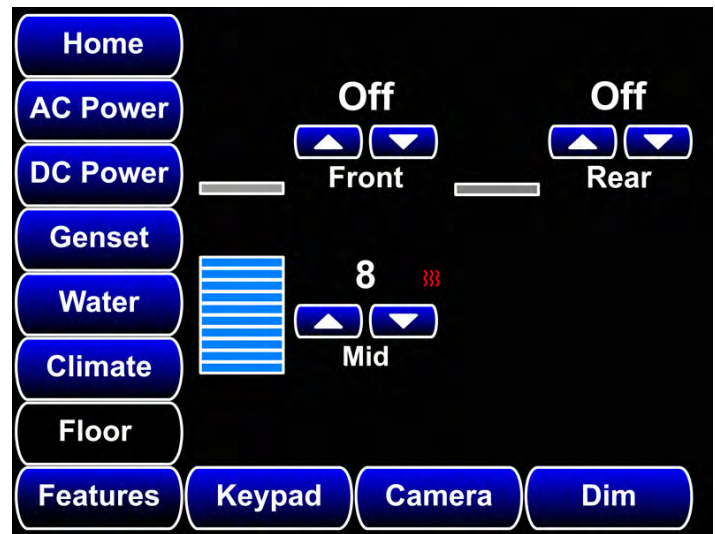 Home
AC Power
DC Power
Genset
Water
Climate
Floor
Features
Off
Front
Off
Rear
8
Mid
Keypad
Camera
Dim